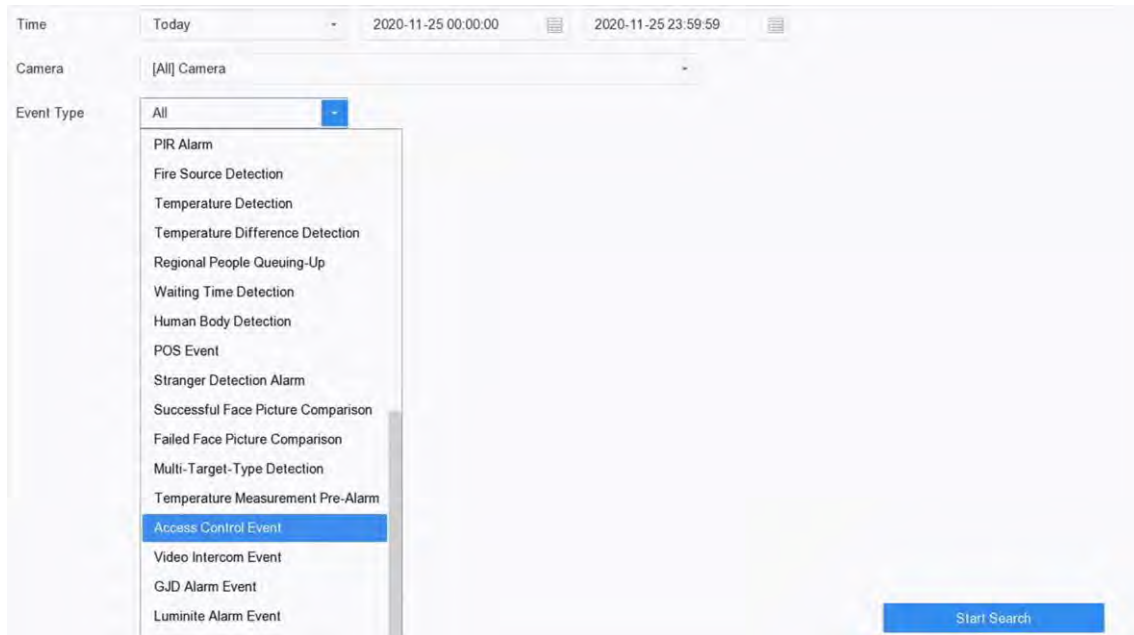 Time Today 2020-11-25 00:00:00 2020-11-25 23:59:59
Camera [All] Camera
Event Type All
PIR Alarm
Fire Source Detection
Temperature Detection
Temperature Difference Detection
Regional People Queuing-Up
Waiting Time Detection
Human Body Detection
POS Event
Stranger Detection Alarm
Successful Face Picture Comparison
Failed Face Picture Comparison
Multi-Target-Type Detection
Temperature Measurement Pre-Alarm
Access Control Event
Video Intercom Event
GJD Alarm Event
Luminite Alarm Event
Start Search